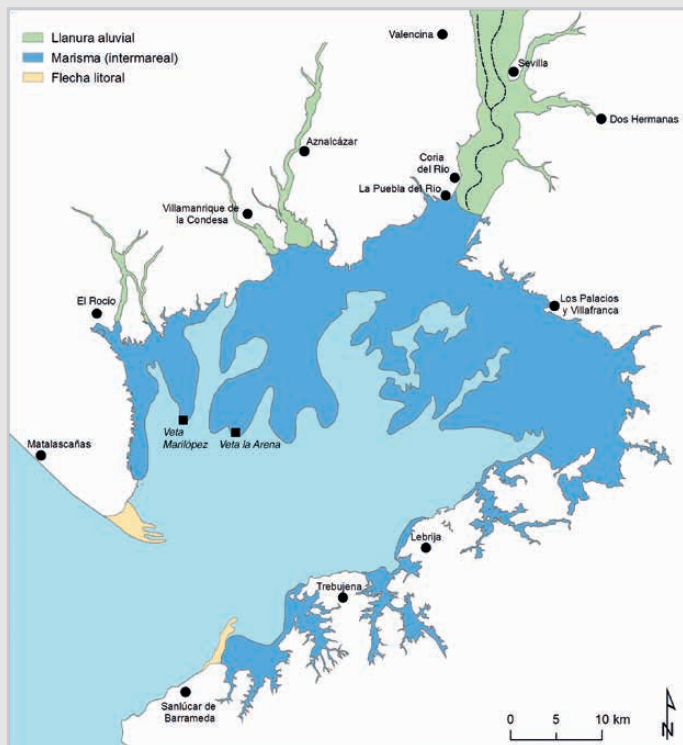 Llanura aluvial
Marisma (intermareal)
Flecha litoral
Valencina
Sevilla
Dos Hermanas
Aznalcázar
Coria
del Río
La Puebla del Río
Villamanrique de
la Condesa
El Rocío
Los Palacios
y Villafranca
Veta
Marilópez
Veta la Arena
Matalascañas
Lebrija
Trebujena
Sanlúcar de
Barrameda
N
0 5 10 km